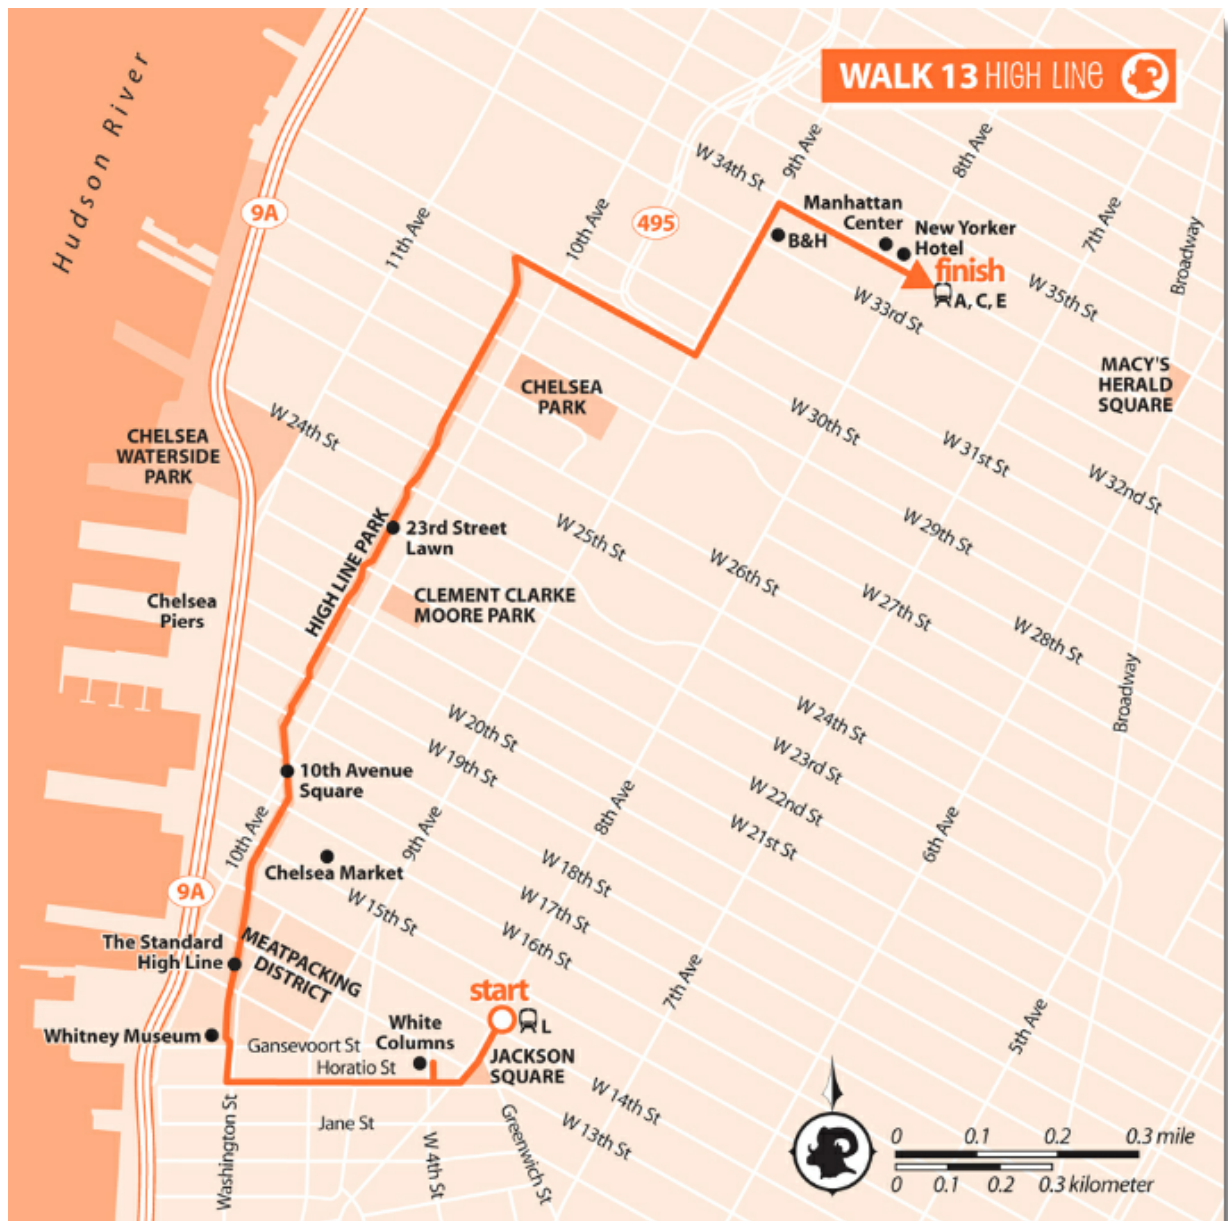 WALK 13 HIGH LINE
Hudson River
9A
495
W 34th St
9th Ave
8th Ave
Manhattan
Center
New Yorker
Hotel
B&H
7th Ave
Broadway
11th Ave
10th Ave
finish
A, C, E
W 33rd St
W 35th St
MACY'S
HERALD
SQUARE
CHELSEA
PARK
W 24th St
CHELSEA
WATERSIDE
PARK
W 30th St
W 31st St
W 32nd St
HIGH LINE PARK
23rd Street
Lawn
W 25th St
W 29th St
W 26th St
W 27th St
W 28th St
Chelsea
Piers
CLEMENT CLARKE
MOORE PARK
Broadway
W 20th St
W 19th St
W 24th St
W 23rd St
W 22nd St
W 21st St
10th Avenue
Square
10th Ave
9th Ave
8th Ave
6th Ave
Chelsea Market
9A
W 18th St
W 17th St
W 16th St
W 15th St
The Standard
High Line
MEATPACKING
DISTRICT
start
L
7th Ave
5th Ave
Whitney Museum
Gansevoort St
White
Columns
Horatio St
JACKSON
SQUARE
W 14th St
W 13th St
Jane St
Washington St
W 4th St
Greenwich St
0 0.1 0.2 0.3 mile
0 0.1 0.2 0.3 kilometer